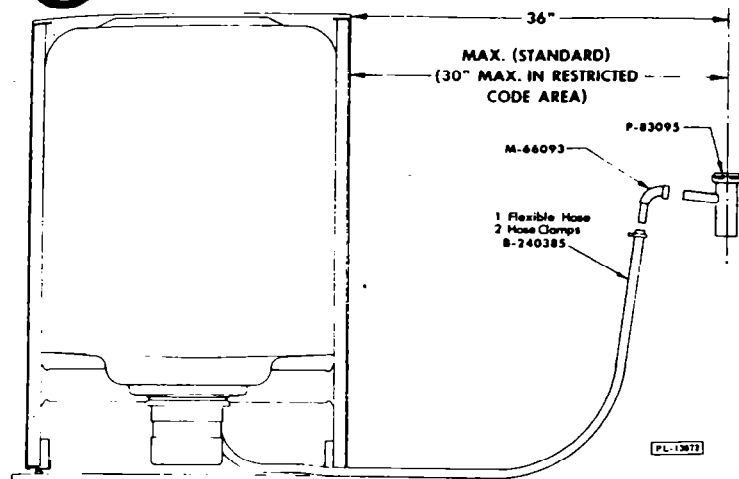 36"
MAX. (STANDARD)
(30" MAX. IN RESTRICTED
CODE AREA)
P-83095
M-66093
1 Flexible Hose
2 Hose Clamps
B-240385
PL-13672